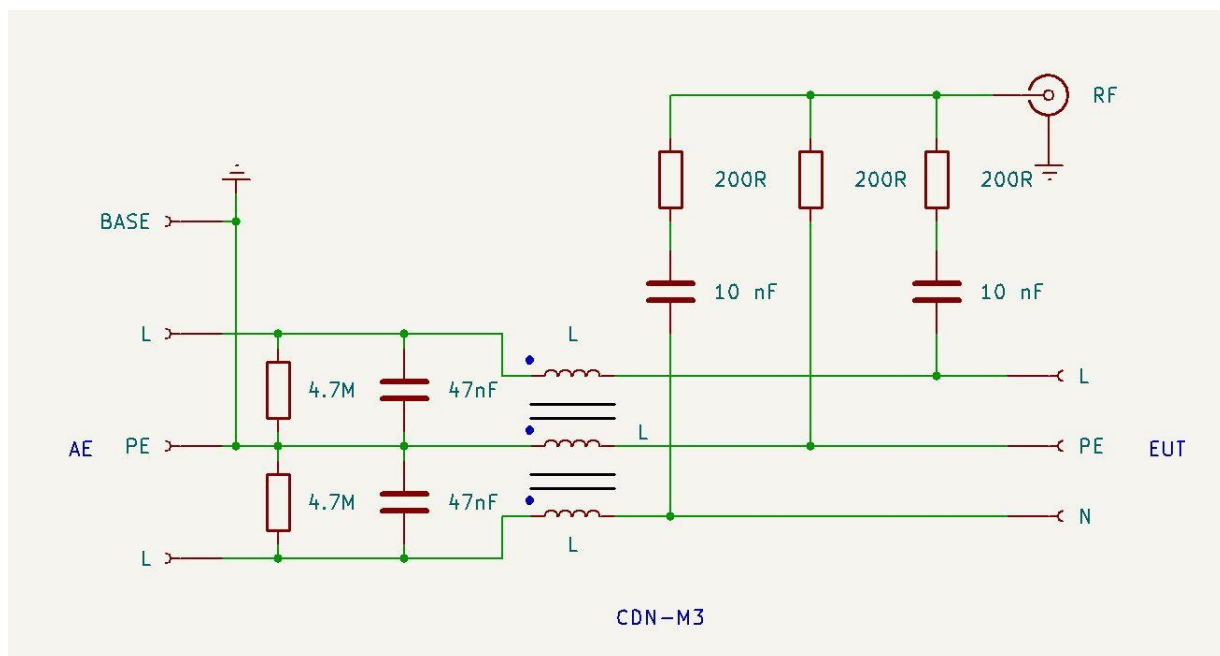 RF
200R
200R
200R
BASE
10 nF
10 nF
L
L
4.7M
47nF
L
AE
PE
L
PE
EUT
4.7M
47nF
N
L
L
CDN-M3